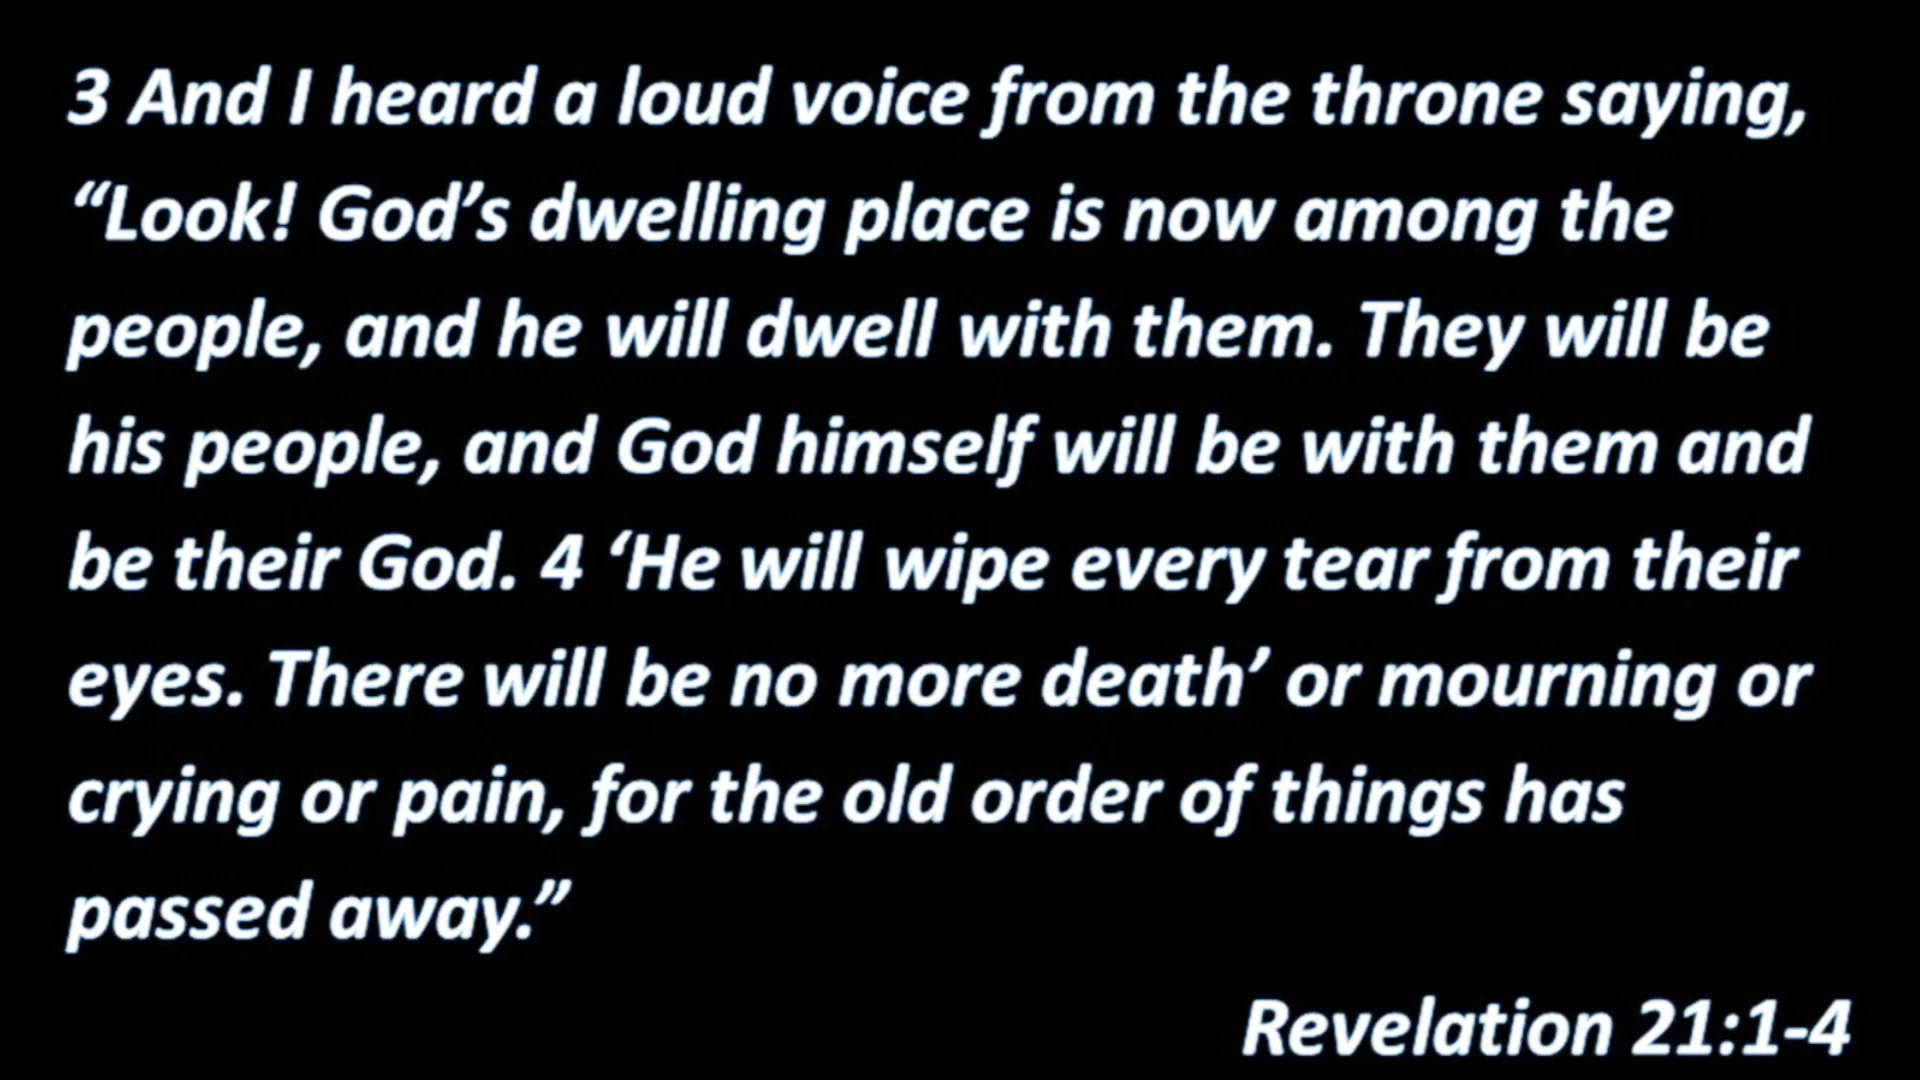 3 And I heard a loud voice from the throne saying,
“Look! God’s dwelling place is now among the
people, and he will dwell with them. They will be
his people, and God himself will be with them and
be their God. 4 ‘He will wipe every tear from their
eyes. There will be no more death’ or mourning or
crying or pain, for the old order of things has
passed away.”
Revelation 21:1-4